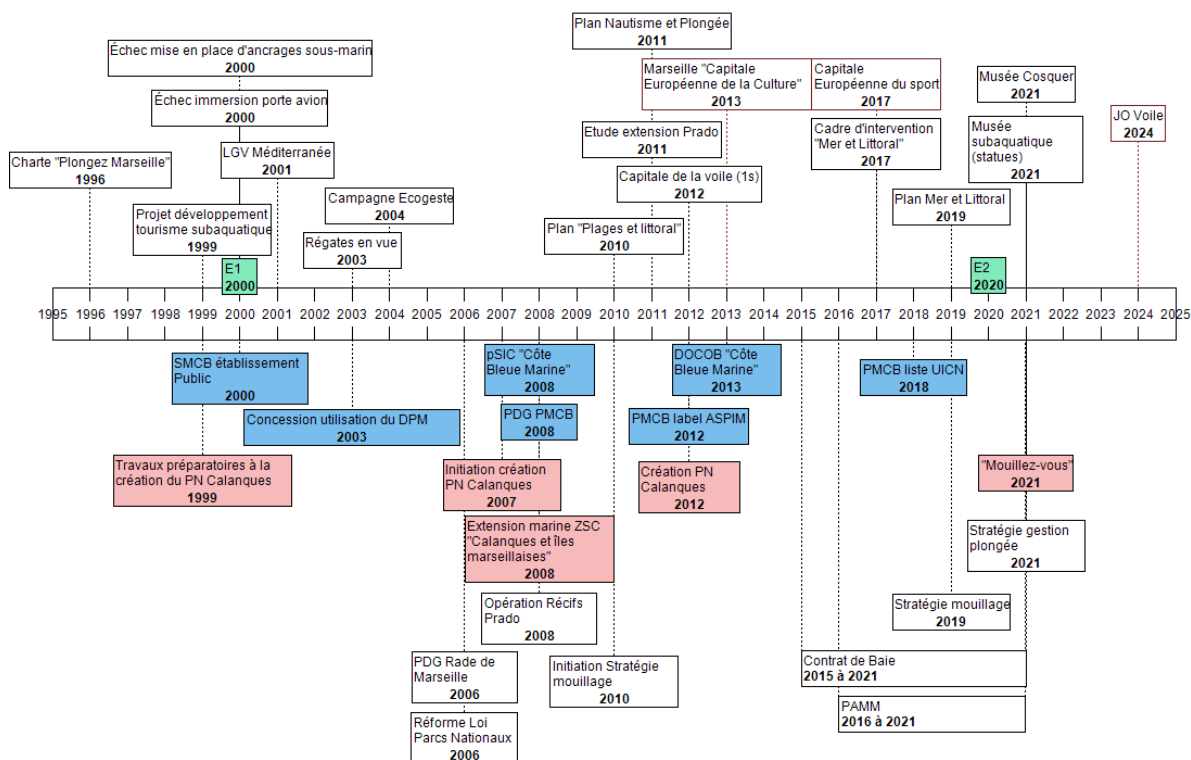 Plan Nautisme et Plongée
2011
Échec mise en place d'ancrages sous-marin
2000
Marseille "Capitale
Européenne de la Culture"
2013
Capitale
Européenne du sport
2017
Musée Cosquer
2021
Échec immersion porte avion
2000
JO Voile
2024
Etude extension Prado
2011
Cadre d'intervention
"Mer et Littoral"
2017
Musée
subaquatique
(statues)
2021
LGV Méditerranée
2001
Charte "Plongez Marseille"
1996
Capitale de la voile (1s)
2012
Campagne Ecogeste
2004
Plan Mer et Littoral
2019
Projet développement
tourisme subaquatique
1999
Plan "Plages et littoral"
2010
Régates en vue
2003
E1
2000
E2
2020
1995 1996 1997 1998 1999 2000 2001 2002 2003 2004 2005 2006 2007 2008 2009 2010 2011 2012 2013 2014 2015 2016 2017 2018 2019 2020 2021 2022 2023 2024 2025
SMCB établissement
Public
2000
pSIC "Côte
Bleue Marine"
2008
DOCOB "Côte
Bleue Marine"
2013
PMCB liste UICN
2018
PDG PMCB
2008
Concession utilisation du DPM
2003
PMCB label ASPIM
2012
Travaux préparatoires à la
création du PN Calanques
1999
Initiation création
PN Calanques
2007
Création PN
Calanques
2012
"Mouillez-vous"
2021
Extension marine ZSC
"Calanques et îles
marseillaises"
2008
Stratégie gestion
plongée
2021
Opération Récifs
Prado
2008
Stratégie mouillage
2019
PDG Rade de
Marseille
2006
Initiation Stratégie
mouillage
2010
Contrat de Baie
2015 à 2021
PAMM
2016 à 2021
Réforme Loi
Parcs Nationaux
2006